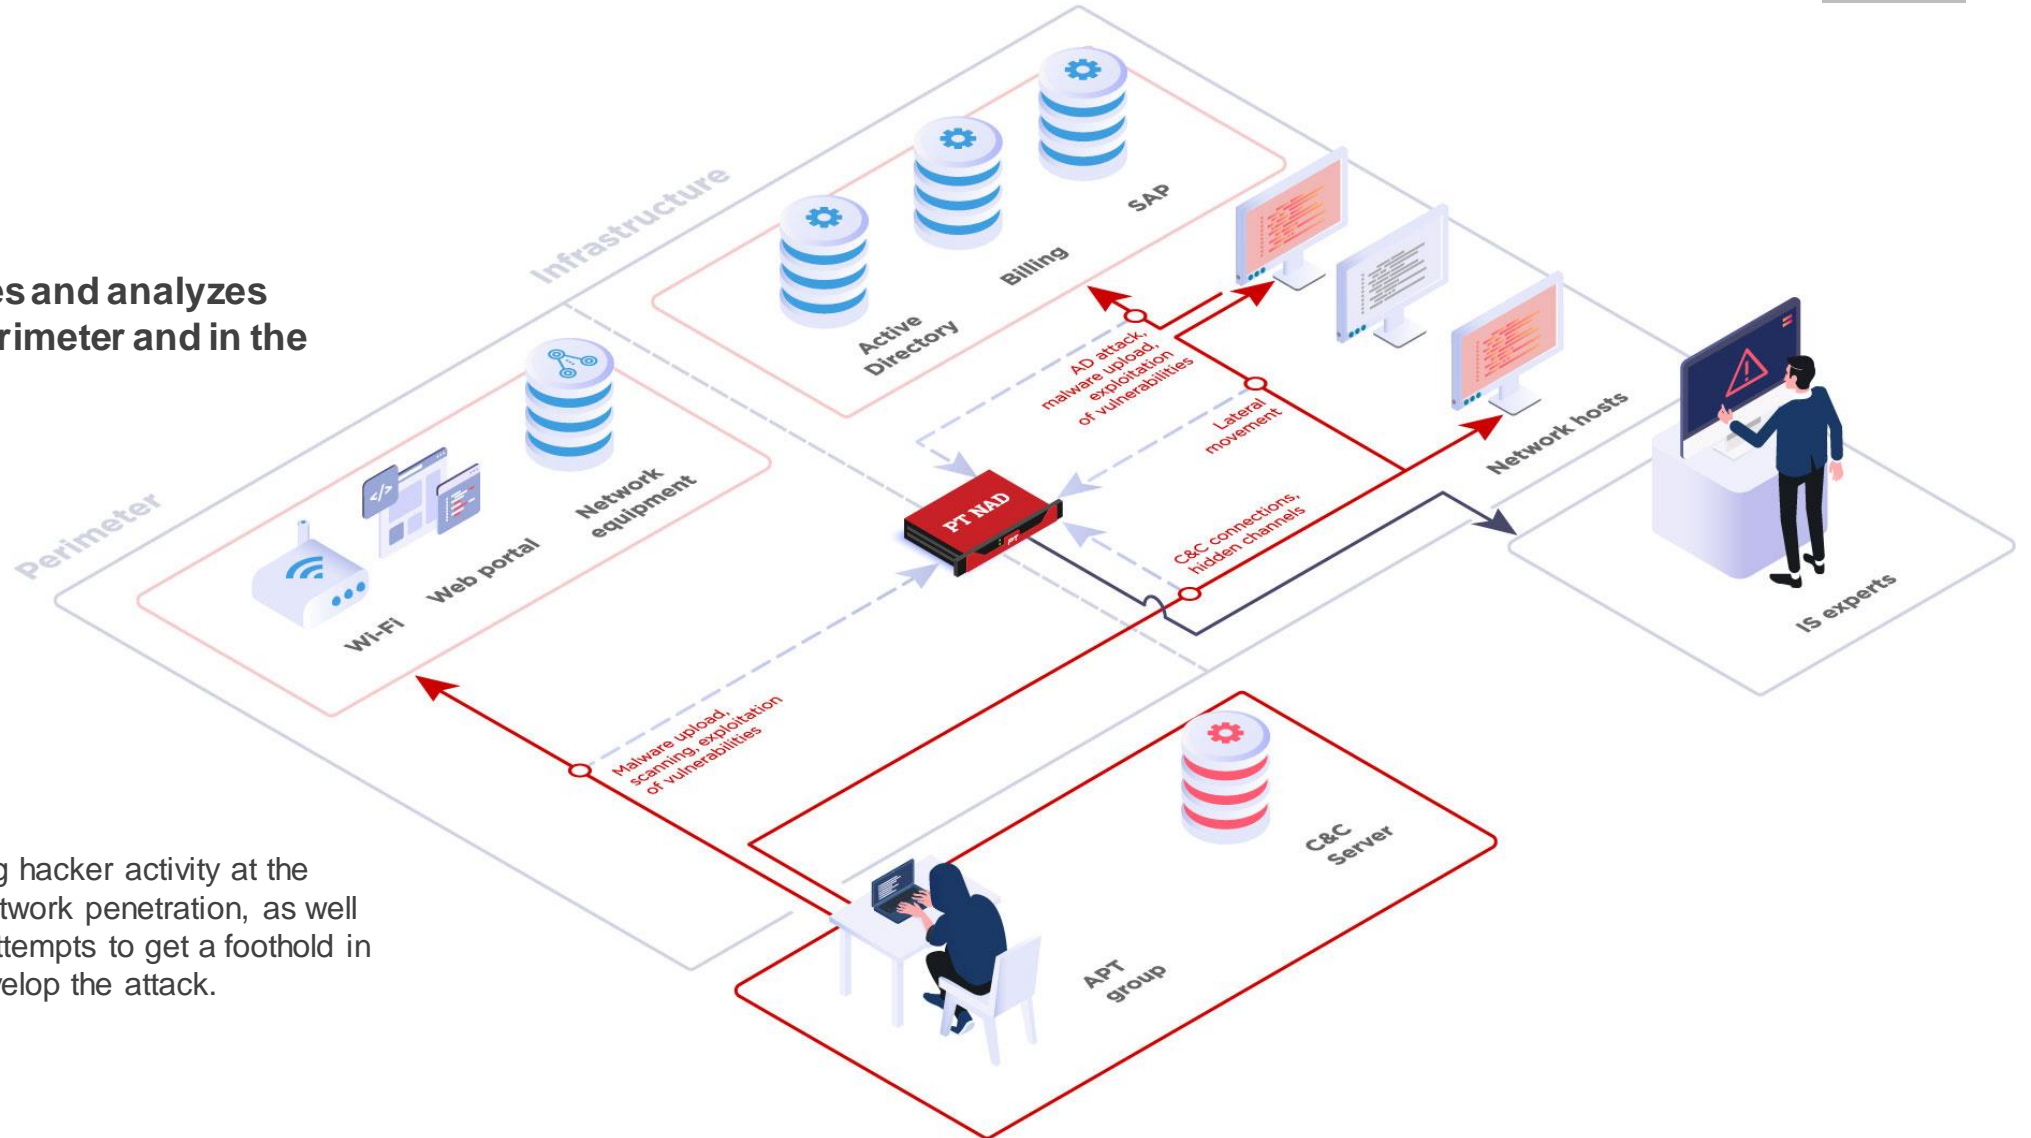 es and analyzes
rimeter and in the
g hacker activity at the
twork penetration, as well
ttempts to get a foothold in
velop the attack.
Infrastructure
Perimeter
SAP
Billing
Active
Directory
Network
equipment
Web portal
Wi-Fi
AD attack,
malware upload,
exploitation
of vulnerabilities
Lateral
movement
Network hosts
PT NAD
PT
C&C connections,
hidden channels
IS experts
Malware upload,
scanning, exploitation
of vulnerabilities
C&C
Server
APT
group